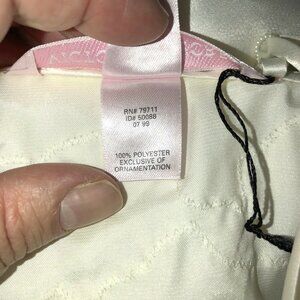 RN# 79711
ID# 50088
07 99
100% POLYESTER
EXCLUSIVE OF
ORNAMENTATION